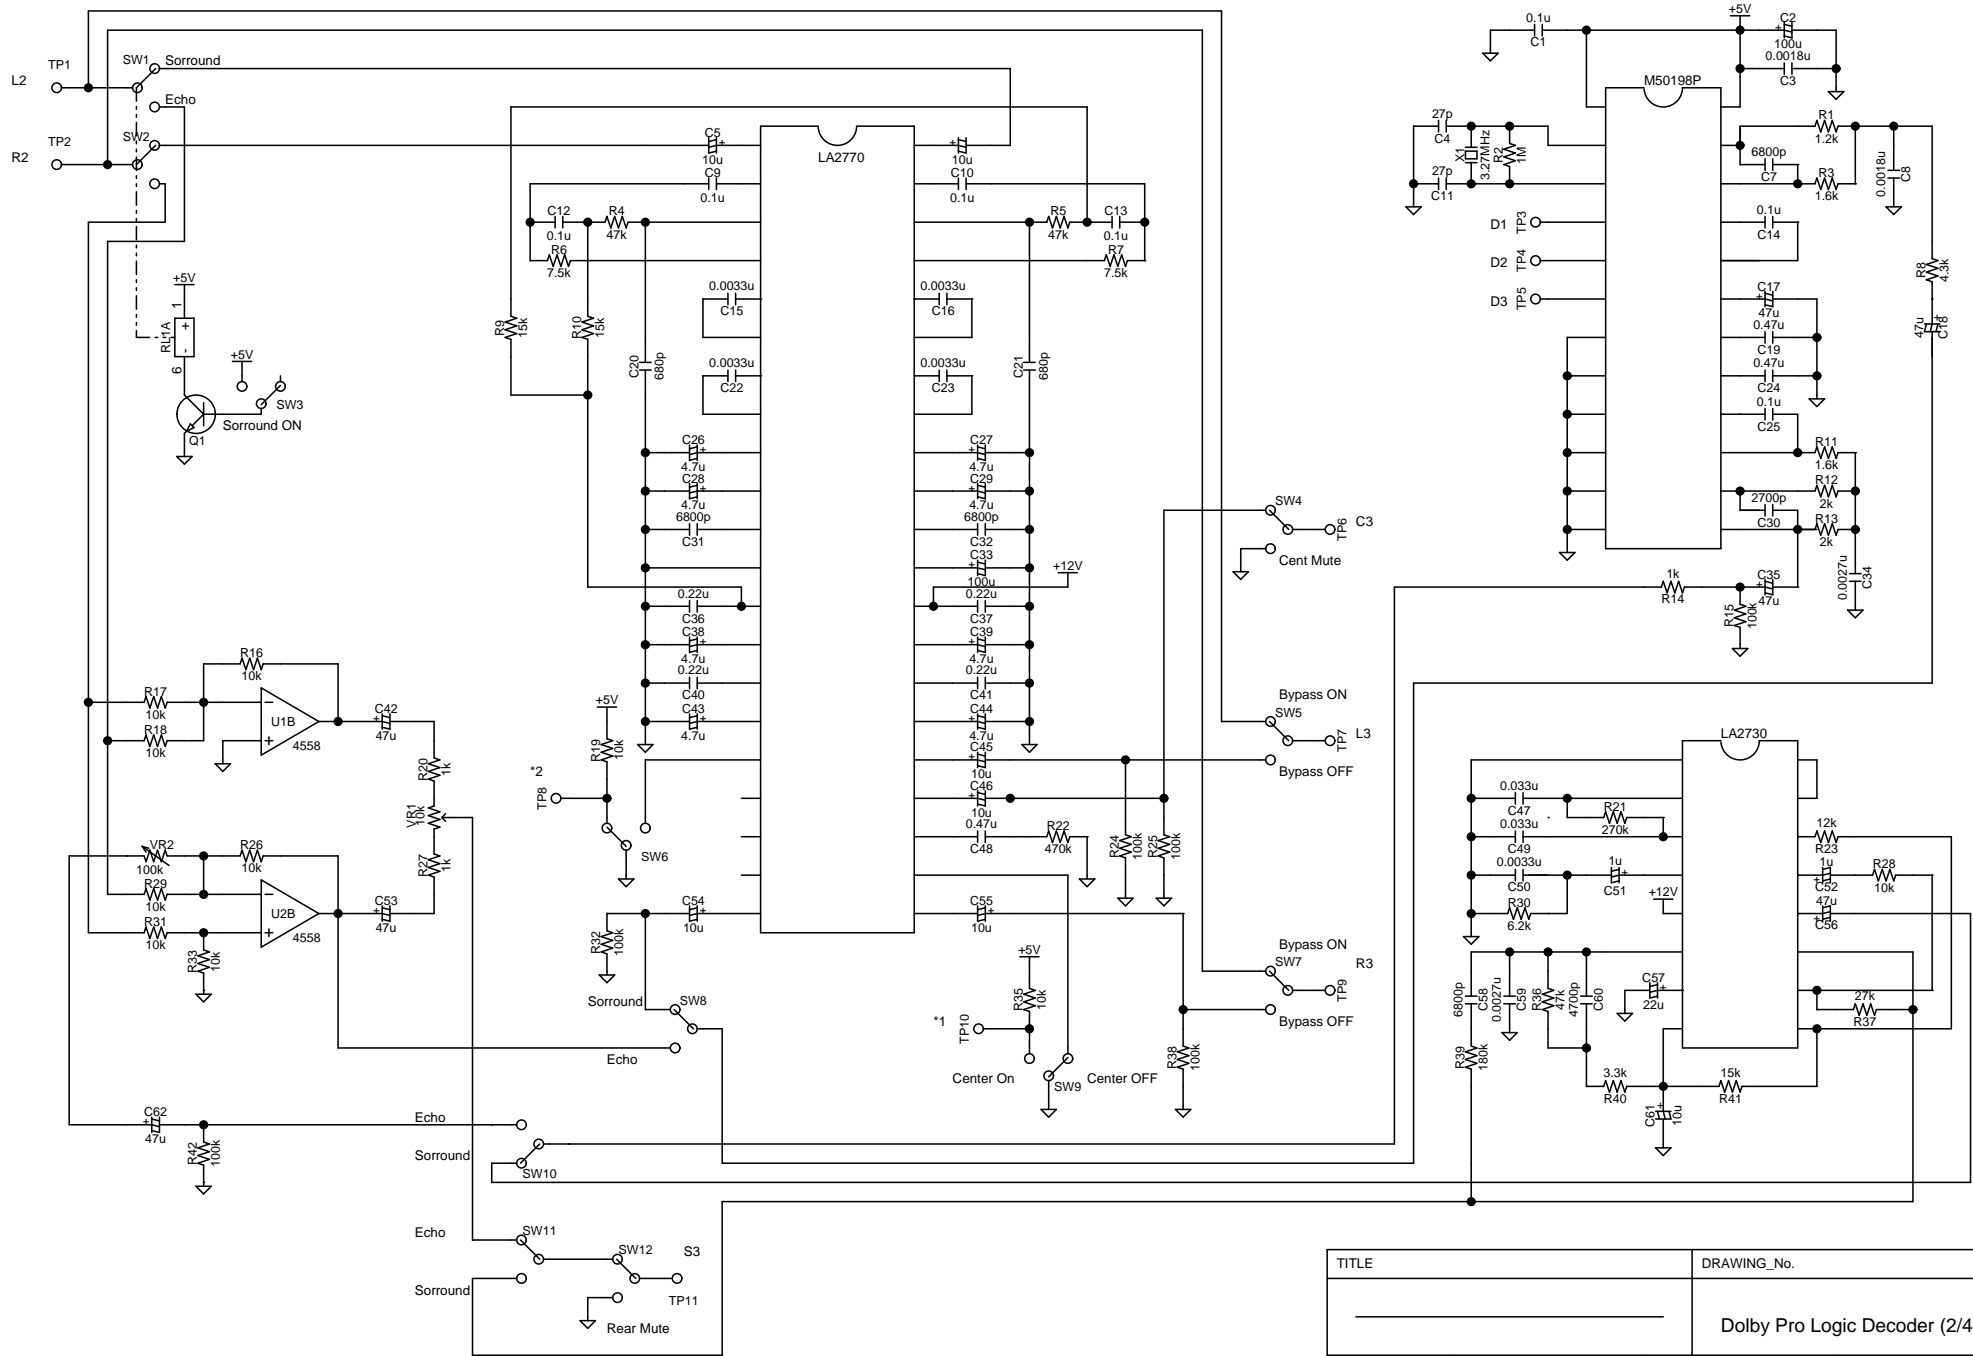 L2
TP1
SW1
Sorround
Echo
R2
TP2
SW2
+5V
1
RL1A
+
-
6
+5V
SW3
Sorround ON
Q1
C5
+
10u
LA2770
+
10u
C9
0.1u
C10
0.1u
C12
0.1u
R4
47k
R5
47k
C13
0.1u
R6
7.5k
R7
7.5k
0.0033u
C15
0.0033u
C16
R9
15k
R10
15k
C20
680p
C21
680p
0.0033u
C22
0.0033u
C23
C26
+
4.7u
C27
+
4.7u
C28
+
4.7u
C29
+
4.7u
6800p
C31
6800p
C32
C33
+
100u
+12V
0.22u
C36
0.22u
C37
C38
+
4.7u
C39
+
4.7u
0.22u
C40
0.22u
C41
C43
+
4.7u
C44
+
4.7u
C45
+
10u
C46
+
10u
0.47u
C48
R22
470k
R24
100k
R25
100k
+5V
R19
10k
*2
TP8
SW6
C54
+
10u
R32
100k
C55
+
10u
Sorround
SW8
Echo
+5V
R35
10k
*1
TP10
Center On
SW9
Center OFF
R38
100k
SW4
TP6
C3
Cent Mute
Bypass ON
SW5
TP7
L3
Bypass OFF
Bypass ON
SW7
TP9
R3
Bypass OFF
0.1u
C1
+5V
C2
+
100u
0.0018u
C3
M50198P
27p
C4
X1
3.27MHz
R2
1M
27p
C11
R1
1.2k
6800p
C7
R3
1.6k
0.0018u
C8
D1
TP3
D2
TP4
D3
TP5
0.1u
C14
C17
+
47u
0.47u
C19
0.47u
C24
0.1u
C25
R8
4.3k
47u
+
C18
R11
1.6k
R12
2k
2700p
C30
R13
2k
0.0027u
C34
1k
R14
C35
+
47u
R15
100k
R16
10k
R17
10k
R18
10k
−
+
U1B
4558
C42
+
47u
R20
1k
VR1
10k
R27
1k
VR2
100k
R26
10k
R29
10k
R31
10k
−
+
U2B
4558
C53
+
47u
R33
10k
C62
+
47u
R42
100k
Echo
Sorround
SW10
Echo
SW11
Sorround
SW12
S3
TP11
Rear Mute
LA2730
0.033u
C47
R21
270k
0.033u
C49
12k
R23
0.0033u
C50
1u
+
C51
1u
+
C52
R28
10k
R30
6.2k
+12V
47u
+
C56
6800p
C58
0.0027u
C59
R36
47k
4700p
C60
C57
+
22u
27k
R37
R39
180k
3.3k
R40
15k
R41
C61
+
10u
TITLE
DRAWING_No.
Dolby Pro Logic Decoder (2/4